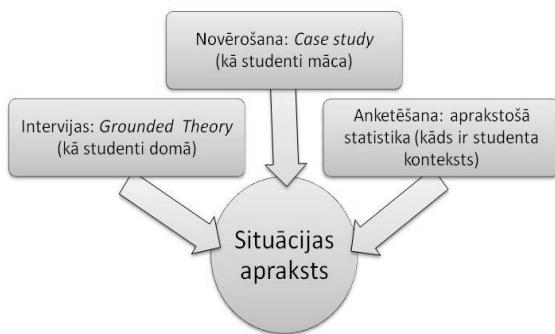 Novērošana: Case study
(kā studenti māca)
Intervijas: Grounded Theory
(kā studenti domā)
Anketēšana: aprakstošā
statistika (kāds ir studenta
konteksts)
Situācijas
apraksts